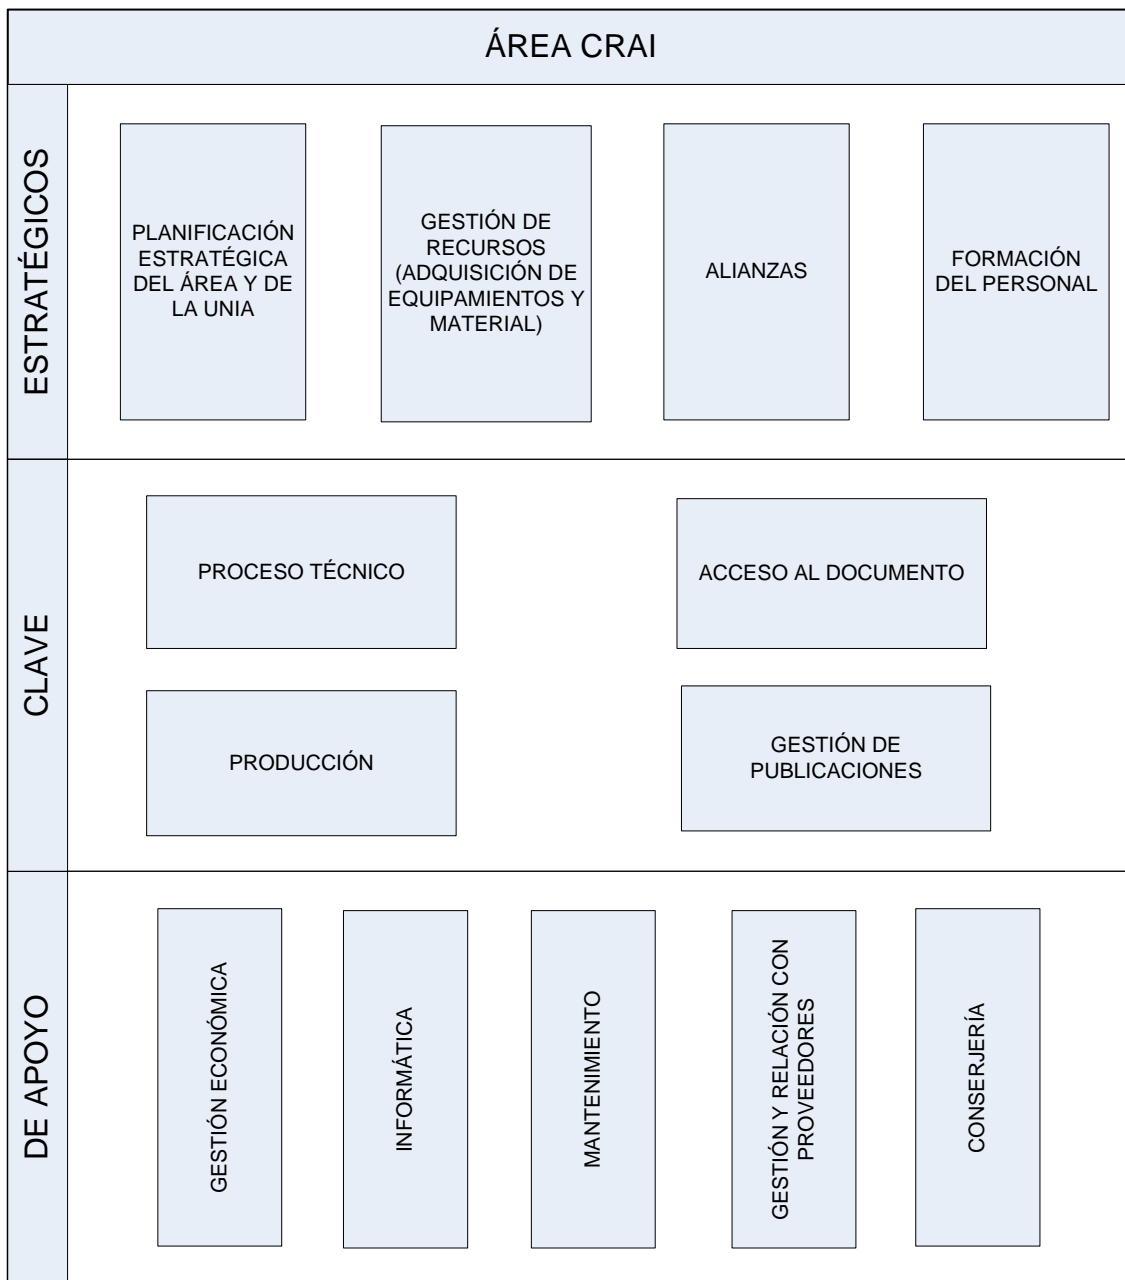 ÁREA CRAI
ESTRATÉGICOS
PLANIFICACIÓN
ESTRATÉGICA
DEL ÁREA Y DE
LA UNIA
GESTIÓN DE
RECURSOS
(ADQUISICIÓN DE
EQUIPAMIENTOS Y
MATERIAL)
ALIANZAS
FORMACIÓN
DEL PERSONAL
CLAVE
PROCESO TÉCNICO
ACCESO AL DOCUMENTO
PRODUCCIÓN
GESTIÓN DE
PUBLICACIONES
DE APOYO
GESTIÓN ECONÓMICA
INFORMÁTICA
MANTENIMIENTO
GESTIÓN Y RELACIÓN CON
PROVEEDORES
CONSERJERÍA